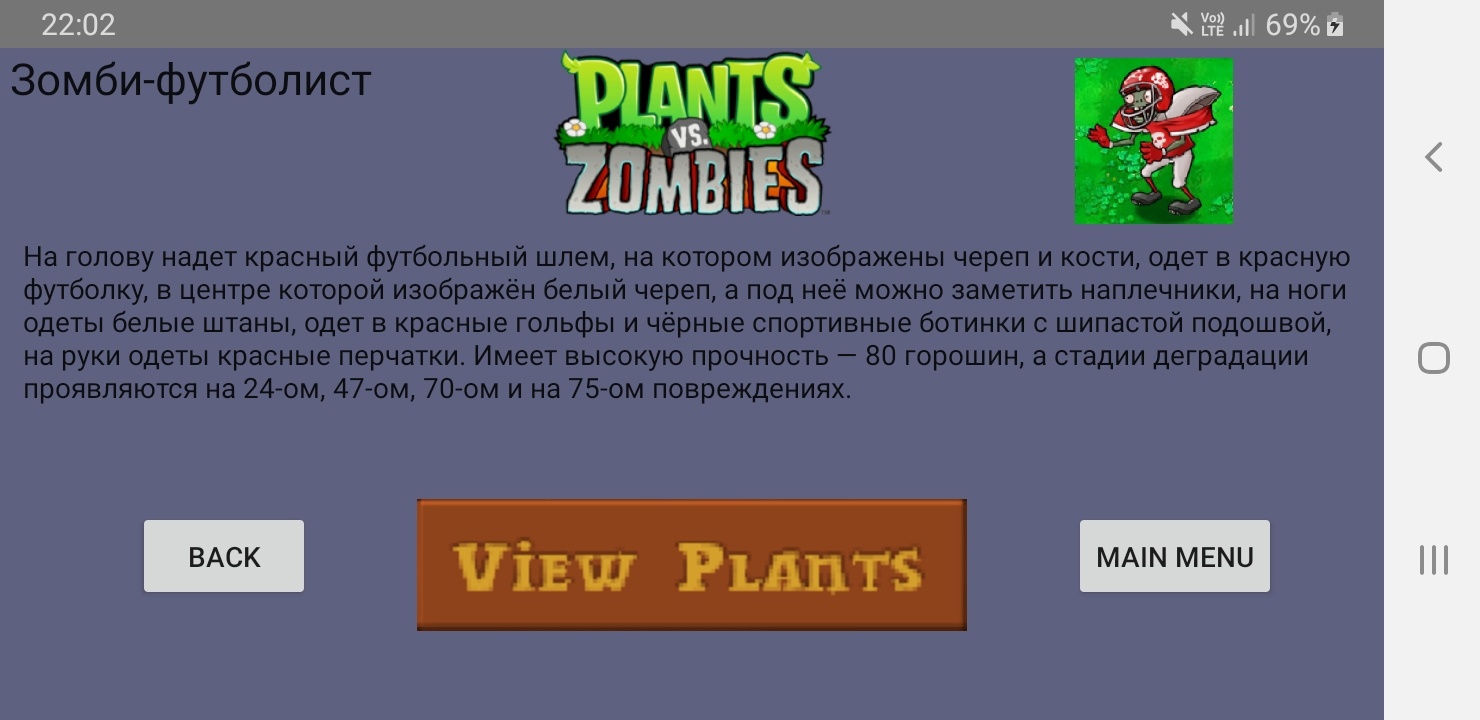 22:02
Vo)) LTE 69%
Зомби-футболист
PLANTS
VS.
ZOMBIES
На голову надет красный футбольный шлем, на котором изображены череп и кости, одет в красную
футболку, в центре которой изображён белый череп, а под неё можно заметить наплечники, на ноги
одеты белые штаны, одет в красные гольфы и чёрные спортивные ботинки с шипастой подошвой,
на руки одеты красные перчатки. Имеет высокую прочность — 80 горошин, а стадии деградации
проявляются на 24-ом, 47-ом, 70-ом и на 75-ом повреждениях.
BACK
View Plants
MAIN MENU